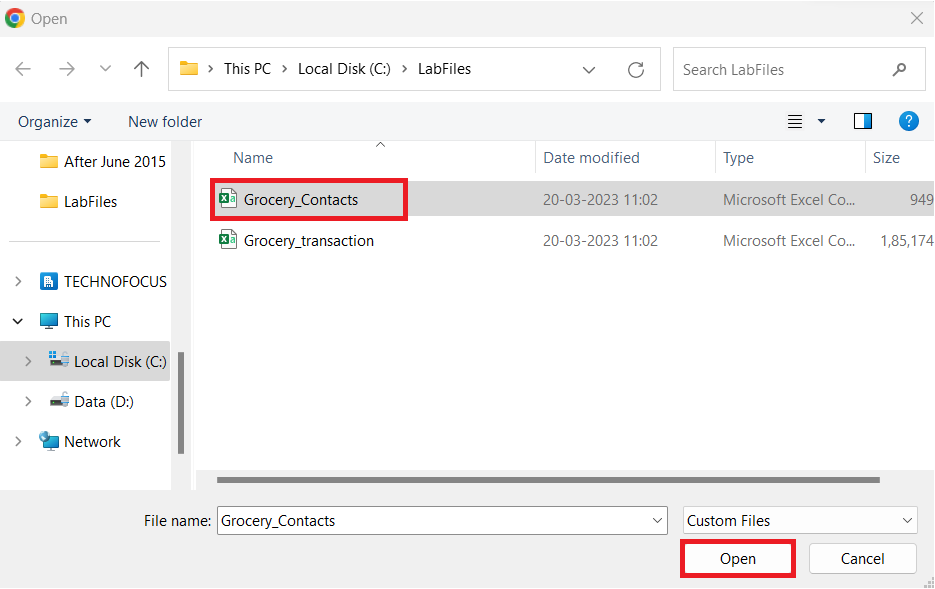 Open
This PC > Local Disk (C:) > LabFiles
Search LabFiles
Organize
New folder
?
Name
Date modified
Type
Size
After June 2015
LabFiles
TECHNOFOCUS
This PC
Local Disk (C:)
Data (D:)
Network
Grocery_Contacts 20-03-2023 11:02 Microsoft Excel Co... 949
Grocery_transaction 20-03-2023 11:02 Microsoft Excel Co... 1,85,174
File name: Grocery_Contacts
Custom Files
Open
Cancel